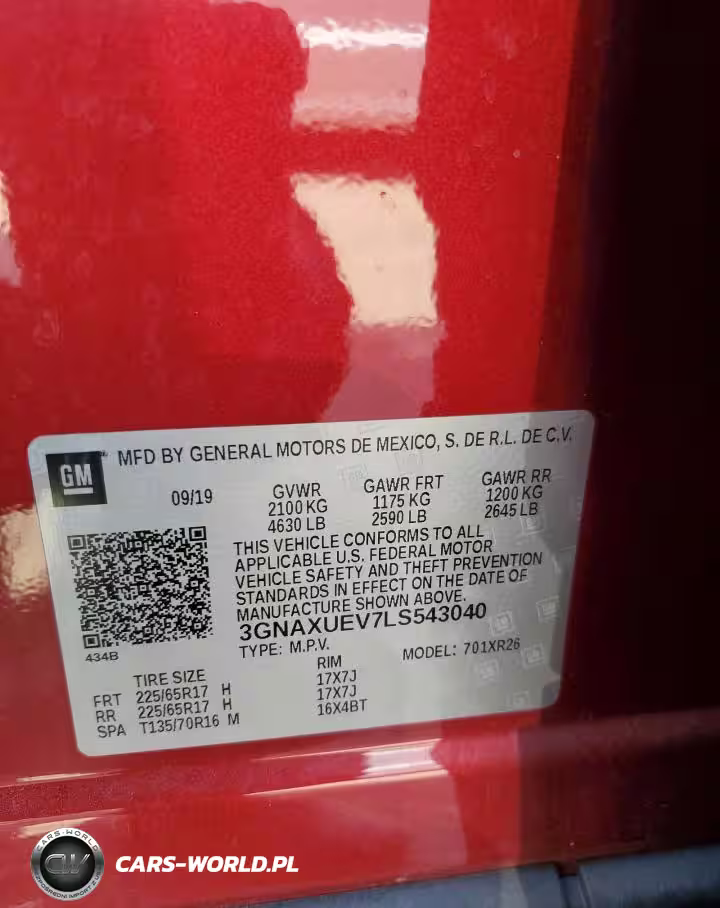 GM MFD BY GENERAL MOTORS DE MEXICO, S. DE R.L. DE C.V.
09/19 GVWR GAWR FRT GAWR RR
2100 KG 1175 KG 1200 KG
4630 LB 2590 LB 2645 LB
THIS VEHICLE CONFORMS TO ALL
APPLICABLE U.S. FEDERAL MOTOR
VEHICLE SAFETY AND THEFT PREVENTION
STANDARDS IN EFFECT ON THE DATE OF
MANUFACTURE SHOWN ABOVE.
3GNAXUEV7LS543040
434B TYPE: M.P.V. MODEL: 701XR26
TIRE SIZE RIM
FRT 225/65R17 H 17X7J
RR 225/65R17 H 17X7J
SPA T135/70R16 M 16X4BT
CARS-WORLD
CW
CARS-WORLD.PL